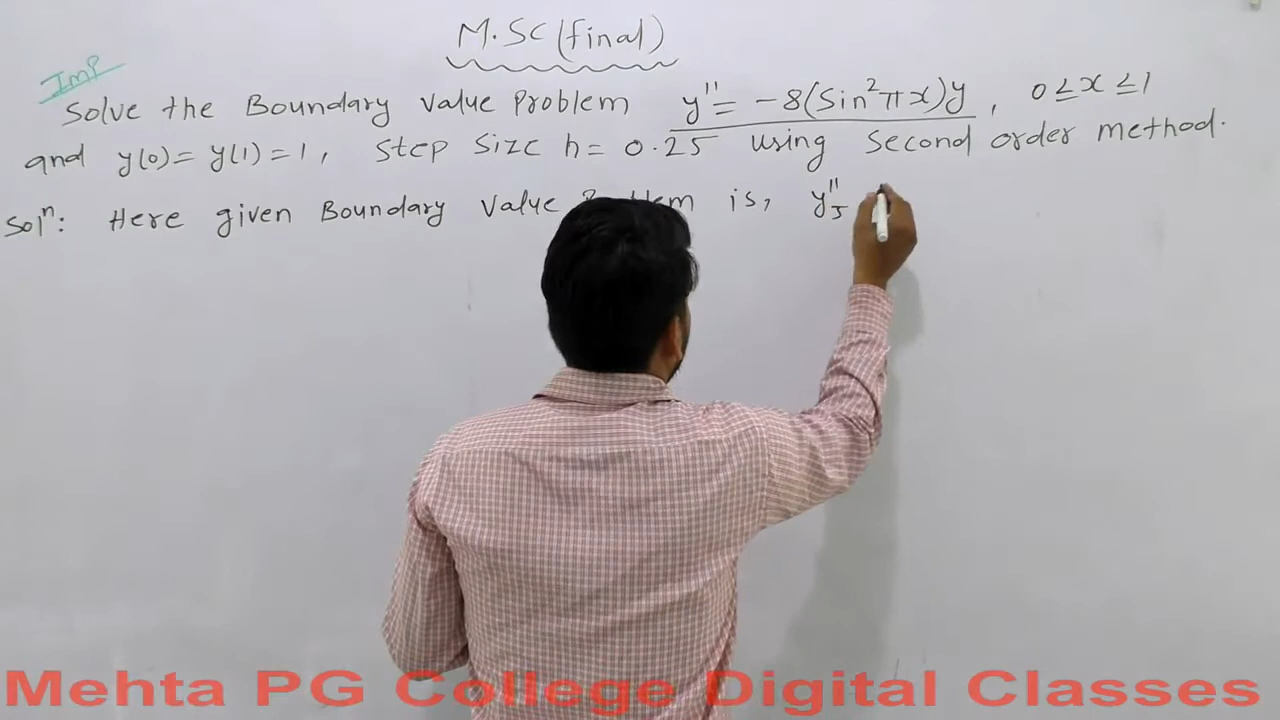 M.SC (final)
Imp
Solve the Boundary Value Problem y'' = -8(Sin²πx)y, 0≤x≤1
and y(0)= y(1)=1, Step Size h= 0.25 using Second order method.
Solⁿ: Here given Boundary Value is, y''ⱼ
Mehta PG College Digital Classes